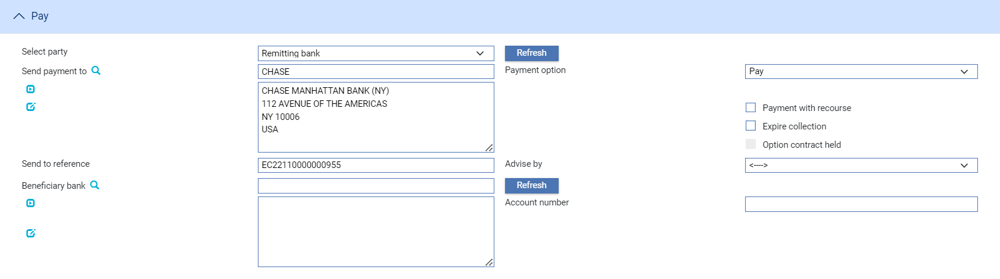 Pay
Select party
Remitting bank
Refresh
Send payment to
CHASE
Payment option
Pay
CHASE MANHATTAN BANK (NY)
112 AVENUE OF THE AMERICAS
NY 10006
USA
Payment with recourse
Expire collection
Option contract held
Send to reference
EC22110000000955
Advise by
<---->
Beneficiary bank
Refresh
Account number